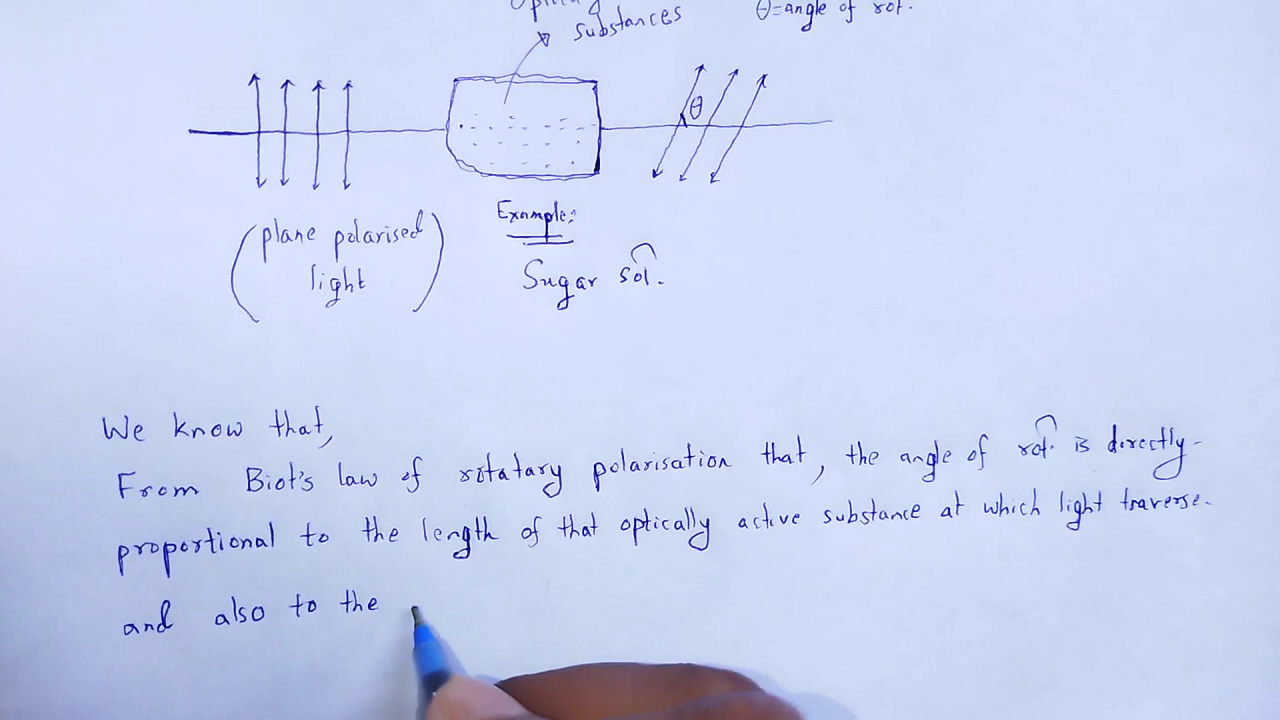 substances
θ=angle of rot.
θ
Example:
(plane polarised
light)
Sugar sol.
We know that,
From Biot's law of rotatary polarisation that, the angle of rot. is directly-
proportional to the length of that optically active substance at which light traverse.
and also to the